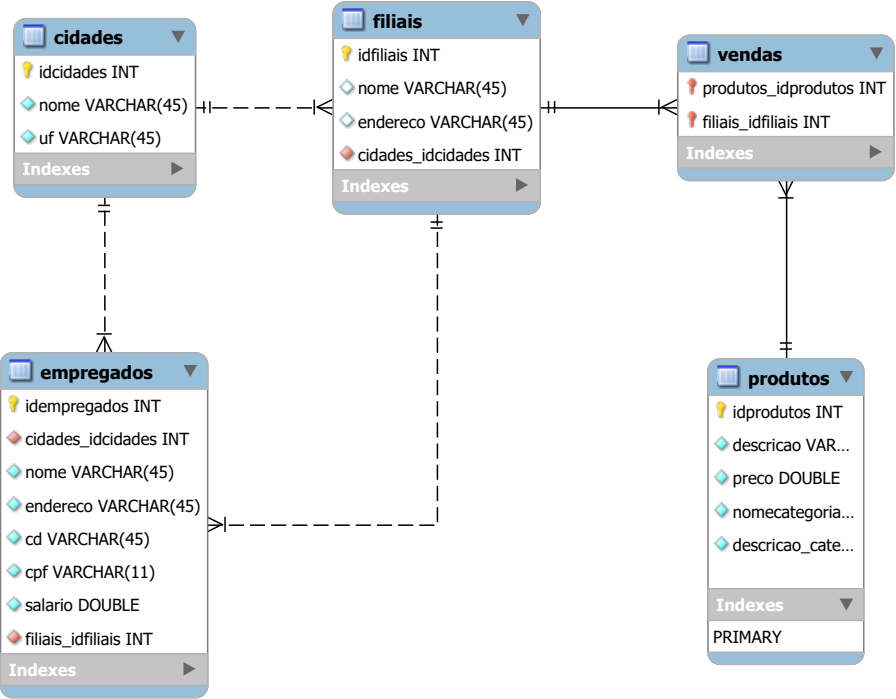 cidades
idcidades INT
nome VARCHAR(45)
uf VARCHAR(45)
Indexes
filiais
idfiliais INT
nome VARCHAR(45)
endereco VARCHAR(45)
cidades_idcidades INT
Indexes
vendas
produtos_idprodutos INT
filiais_idfiliais INT
Indexes
empregados
idempregados INT
cidades_idcidades INT
nome VARCHAR(45)
endereco VARCHAR(45)
cd VARCHAR(45)
cpf VARCHAR(11)
salario DOUBLE
filiais_idfiliais INT
Indexes
produtos
idprodutos INT
descricao VAR...
preco DOUBLE
nomecategoria...
descricao_cate...
Indexes
PRIMARY